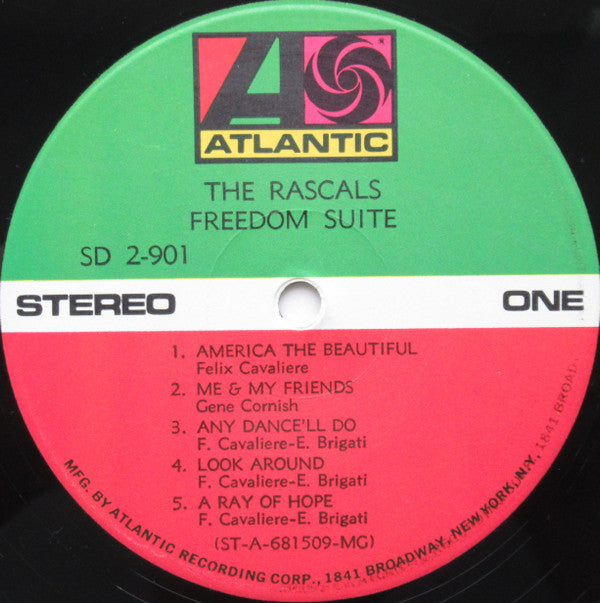 ATLANTIC
THE RASCALS
FREEDOM SUITE
SD 2-901
STEREO ONE
1. AMERICA THE BEAUTIFUL
Felix Cavaliere
2. ME & MY FRIENDS
Gene Cornish
3. ANY DANCE'LL DO
F. Cavaliere-E. Brigati
4. LOOK AROUND
F. Cavaliere-E. Brigati
5. A RAY OF HOPE
F. Cavaliere-E. Brigati
(ST-A-681509-MG)
MFG. BY ATLANTIC RECORDING CORP., 1841 BROADWAY, NEW YORK, N.Y. 1841 BROAD